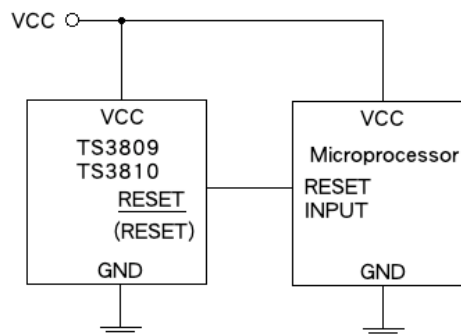 VCC
VCC
TS3809
TS3810
RESET
(RESET)
GND
VCC
Microprocessor
RESET
INPUT
GND